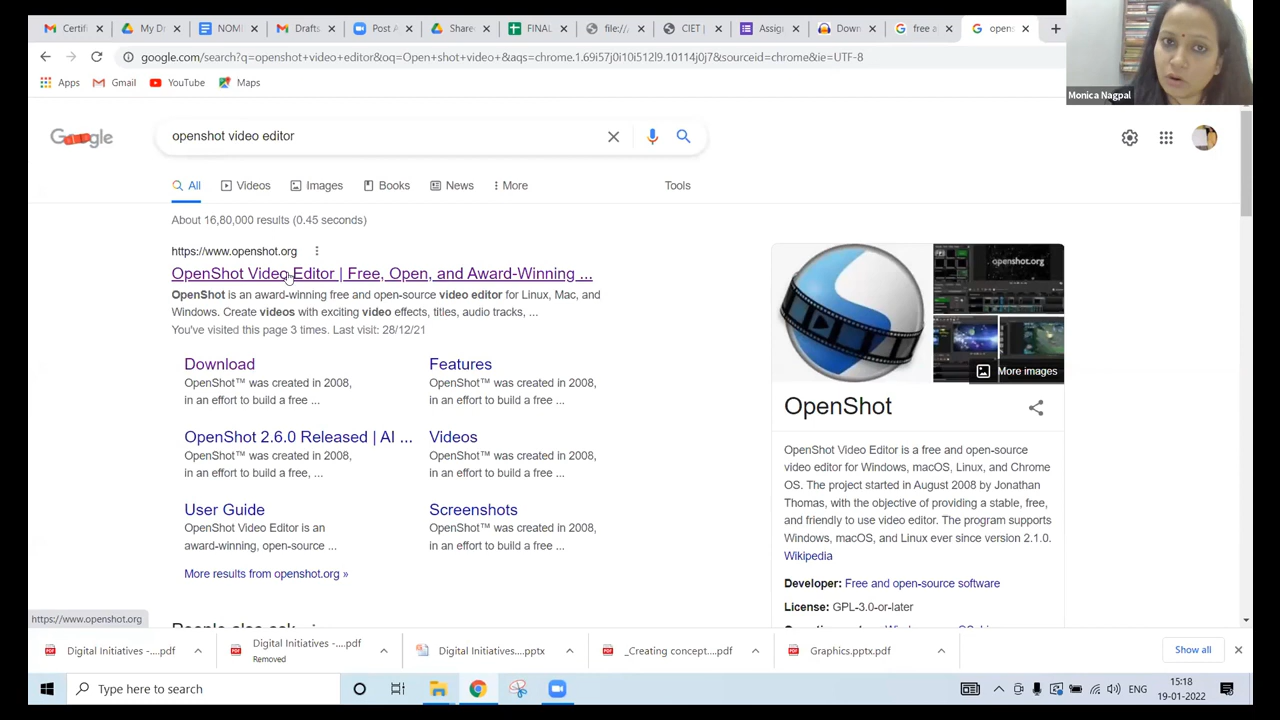 Certifi
My Dr
NOMI
Drafts
Post A
Share
FINAL
file:///
CIET
Assig
Down
free a
opens
google.com/search?q=openshot+video+editor&oq=Openshot+video+&aqs=chrome.1.69i57j0i10i512l9.10114j0j7&sourceid=chrome&ie=UTF-8
Apps
Gmail
YouTube
Maps
Monica Nagpal
openshot video editor
All
Videos
Images
Books
News
More
Tools
About 16,80,000 results (0.45 seconds)
https://www.openshot.org
OpenShot Video Editor | Free, Open, and Award-Winning ...
OpenShot is an award-winning free and open-source video editor for Linux, Mac, and
Windows. Create videos with exciting video effects, titles, audio tracks, ...
You've visited this page 3 times. Last visit: 28/12/21
Download
OpenShot™ was created in 2008,
in an effort to build a free ...
Features
OpenShot™ was created in 2008,
in an effort to build a free ...
OpenShot 2.6.0 Released | AI ...
OpenShot™ was created in 2008,
in an effort to build a free, ...
Videos
OpenShot™ was created in 2008,
in an effort to build a free ...
User Guide
OpenShot Video Editor is an
award-winning, open-source ...
Screenshots
OpenShot™ was created in 2008,
in an effort to build a free ...
More results from openshot.org »
openshot.org
More images
OpenShot
OpenShot Video Editor is a free and open-source
video editor for Windows, macOS, Linux, and Chrome
OS. The project started in August 2008 by Jonathan
Thomas, with the objective of providing a stable, free,
and friendly to use video editor. The program supports
Windows, macOS, and Linux ever since version 2.1.0.
Wikipedia
Developer: Free and open-source software
License: GPL-3.0-or-later
https://www.openshot.org
People also ask
Digital Initiatives -....pdf
Digital Initiatives -....pdf
Removed
Digital Initiatives....pptx
_Creating concept....pdf
Graphics.pptx.pdf
Show all
Type here to search
ENG
15:18
19-01-2022